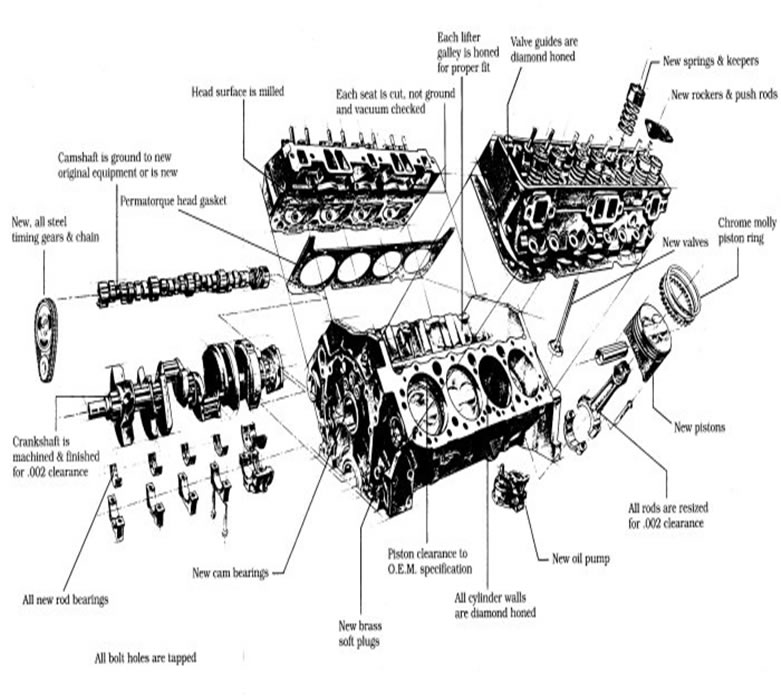 Each lifter
galley is honed
for proper fit
Valve guides are
diamond honed
New springs & keepers
Head surface is milled
Each seat is cut, not ground
and vacuum checked
New rockers & push rods
Camshaft is ground to new
original equipment or is new
Permatorque head gasket
New, all steel
timing gears & chain
Chrome molly
piston ring
New valves
Crankshaft is
machined & finished
for .002 clearance
New pistons
All rods are resized
for .002 clearance
Piston clearance to
O.E.M. specification
New oil pump
New cam bearings
All new rod bearings
All cylinder walls
are diamond honed
New brass
soft plugs
All bolt holes are tapped